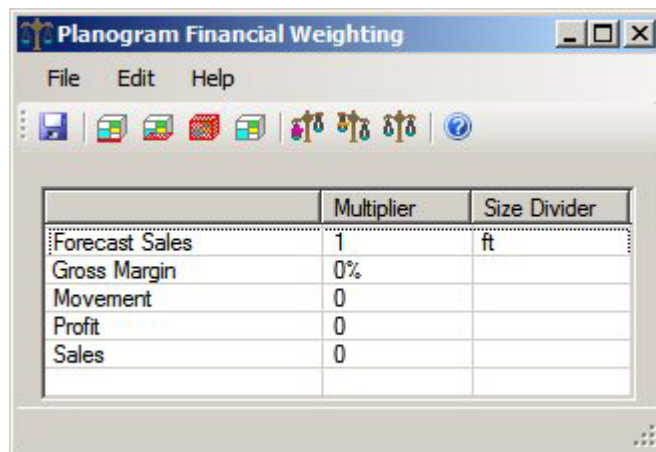 Planogram Financial Weighting
File Edit Help
Multiplier Size Divider
Forecast Sales 1 ft
Gross Margin 0%
Movement 0
Profit 0
Sales 0